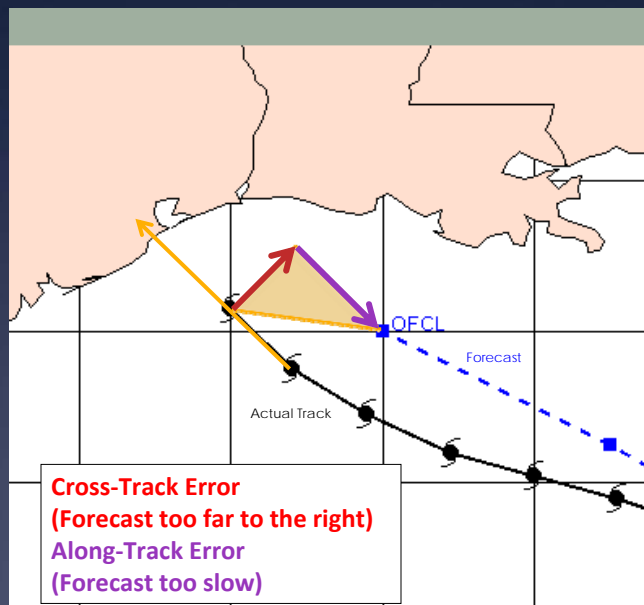 OFCL
Forecast
Actual Track
Cross-Track Error
(Forecast too far to the right)
Along-Track Error
(Forecast too slow)